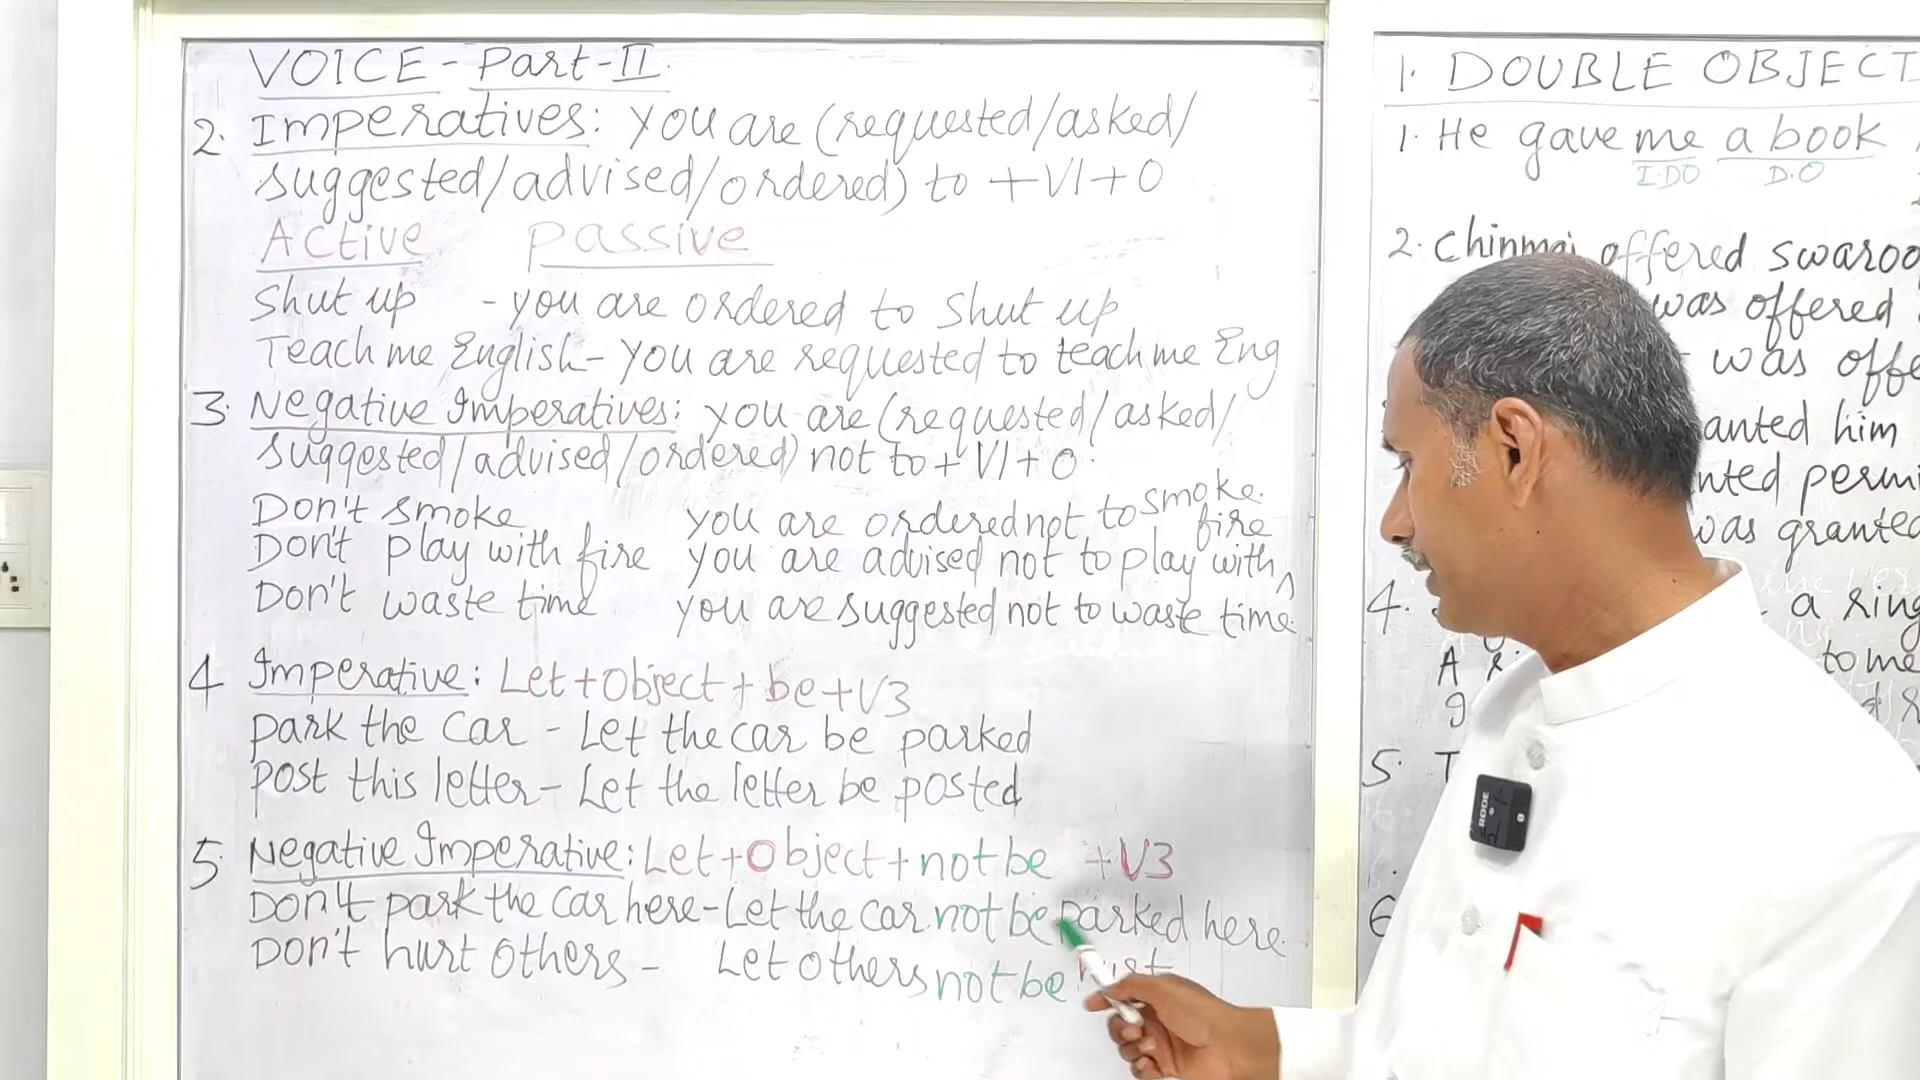 VOICE - Part-II
2. Imperatives: You are (requested/asked/
suggested/advised/ordered) to +V1+O
Active Passive
Shut up - you are ordered to shut up
Teach me English - You are requested to teach me Eng
3. Negative Imperatives: you are (requested/asked/
suggested/advised/ordered) not to + V1+O
Don't smoke you are ordered not to smoke.
Don't play with fire you are advised not to play with fire
Don't waste time you are suggested not to waste time.
4 Imperative: Let+Object+be+V3
Park the car - Let the car be parked
Post this letter - Let the letter be posted
5. Negative Imperative: Let+Object+not be +V3
Don't park the car here - Let the car not be parked here.
Don't hurt others - Let others not be hurt
1. DOUBLE OBJECT
1. He gave me a book
I.DO D.O
2. Chinmai offered swaroo
was offered
was offe
anted him
nted permi
was granted
4. a ring
A to me
5. T
6
RODE